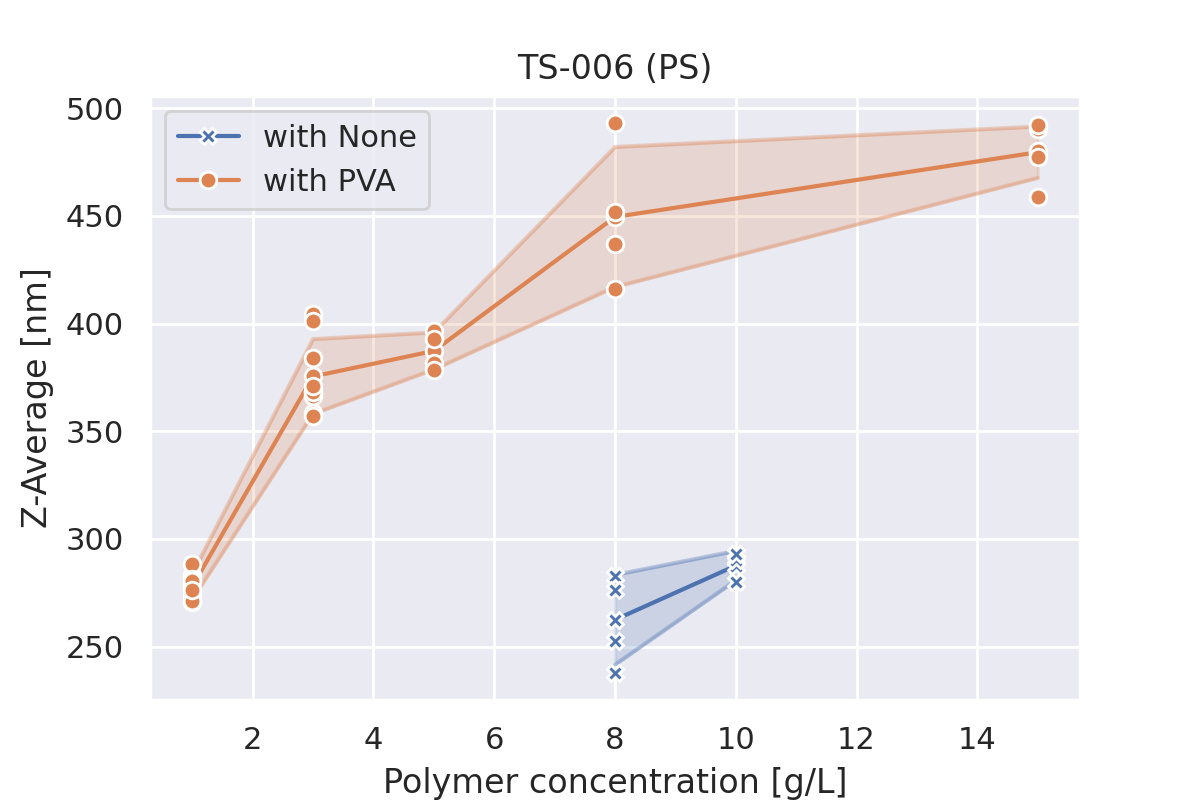 TS-006 (PS)
with None
with PVA
Z-Average [nm]
500
450
400
350
300
250
2 4 6 8 10 12 14
Polymer concentration [g/L]